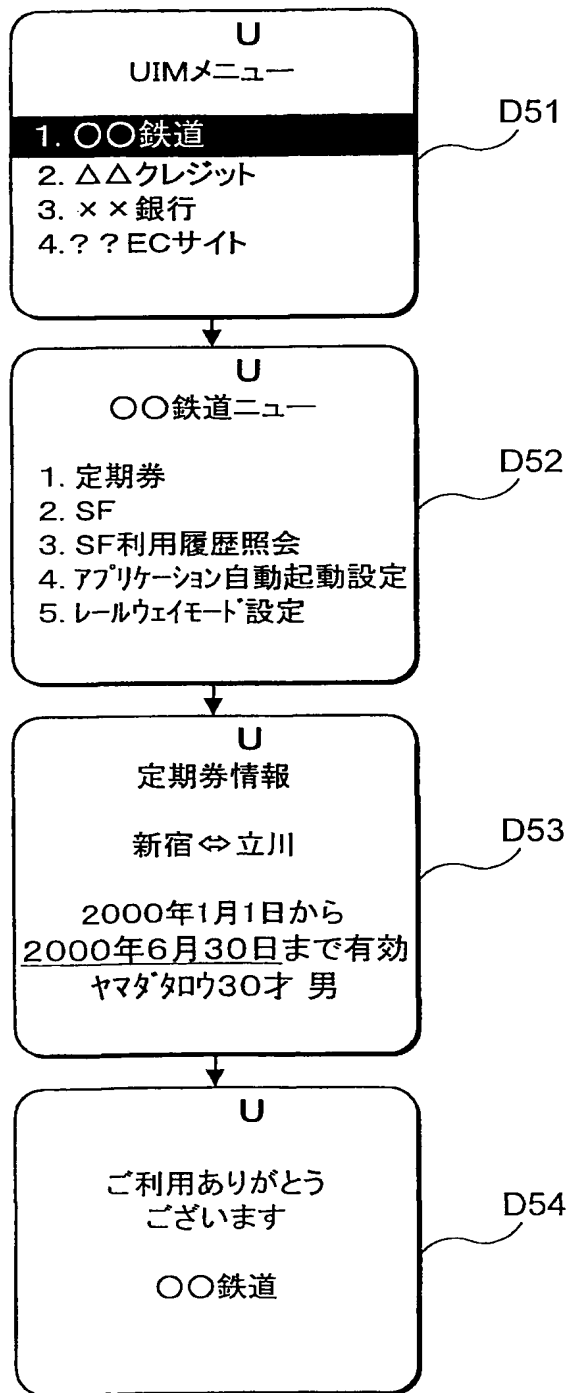 U
UIMメニュー
1. 〇〇鉄道
2. △△クレジット
3. ××銀行
4.??ECサイト
D51
U
〇〇鉄道ニュー
1. 定期券
2. SF
3. SF利用履歴照会
4. アプリケーション自動起動設定
5. レールウェイモード設定
D52
U
定期券情報
新宿⇔立川
2000年1月1日から
2000年6月30日まで有効
ヤマダタロウ30才 男
D53
U
ご利用ありがとう
ございます
〇〇鉄道
D54